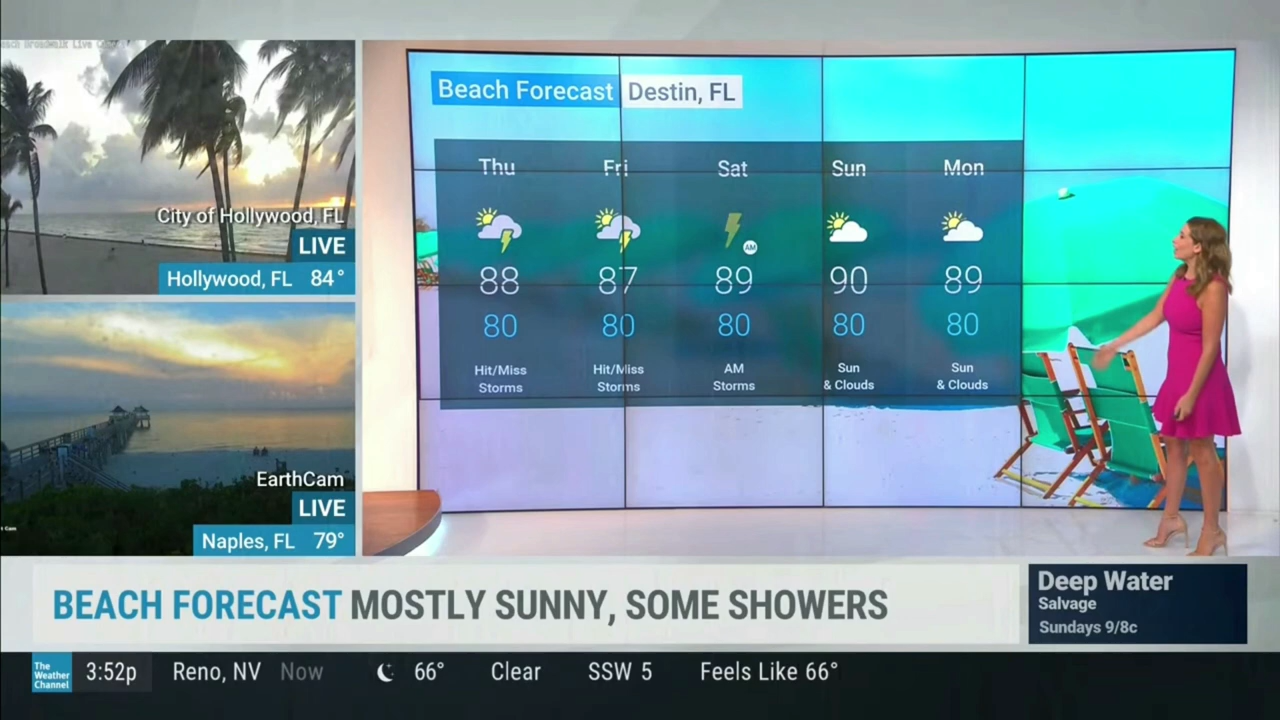 City of Hollywood, FL
LIVE
Hollywood, FL 84°
EarthCam
LIVE
Naples, FL 79°
Beach Forecast Destin, FL
Thu Fri Sat Sun Mon
AM
88 87 89 90 89
80 80 80 80 80
Hit/Miss Hit/Miss AM Sun Sun
Storms Storms Storms & Clouds & Clouds
BEACH FORECAST MOSTLY SUNNY, SOME SHOWERS
Deep Water
Salvage
Sundays 9/8c
The
Weather
Channel
3:52p Reno, NV Now 66° Clear SSW 5 Feels Like 66°